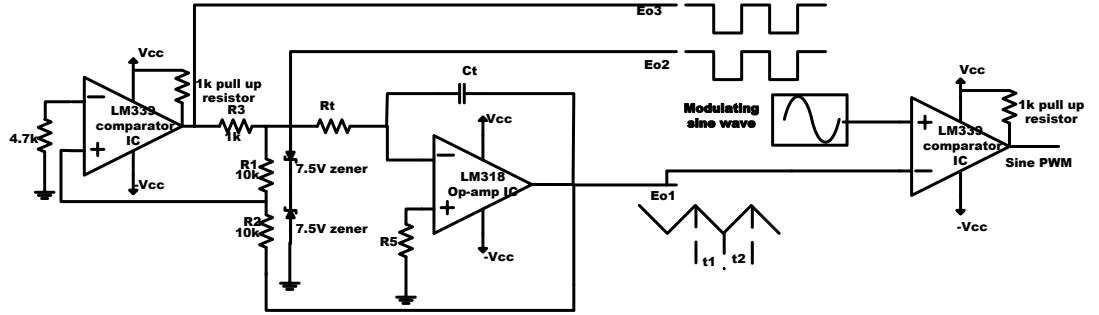 Eo3
Vcc
1k pull up
resistor
LM339
comparator
IC
4.7k
-Vcc
R3
1k
Rt
Ct
R1
10k
7.5V zener
R2
10k
7.5V zener
Vcc
LM318
Op-amp IC
R5
-Vcc
Eo2
Modulating
sine wave
Eo1
t1
t2
Vcc
LM339
comparator
IC
1k pull up
resistor
Sine PWM
-Vcc